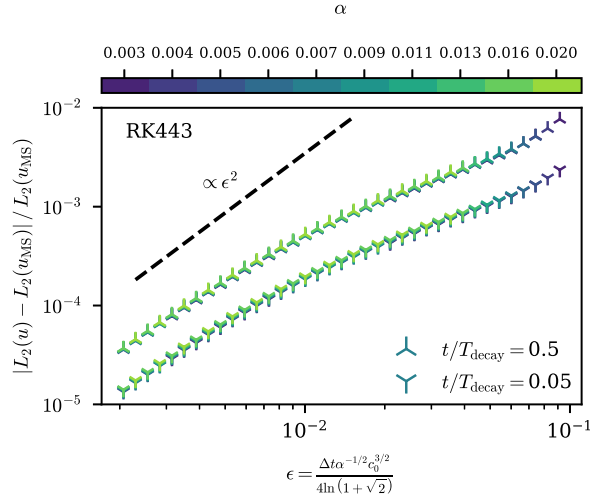 α
0.003 0.004 0.005 0.006 0.007 0.009 0.011 0.013 0.016 0.020
10⁻²
RK443
∝ ϵ²
10⁻³
|L₂(u) − L₂(u_MS)| / L₂(u_MS)
10⁻⁴
t/T_decay = 0.5
t/T_decay = 0.05
10⁻⁵
10⁻² 10⁻¹
ϵ = Δtα^{−1/2}c₀^{3/2} / 4ln(1+√2)